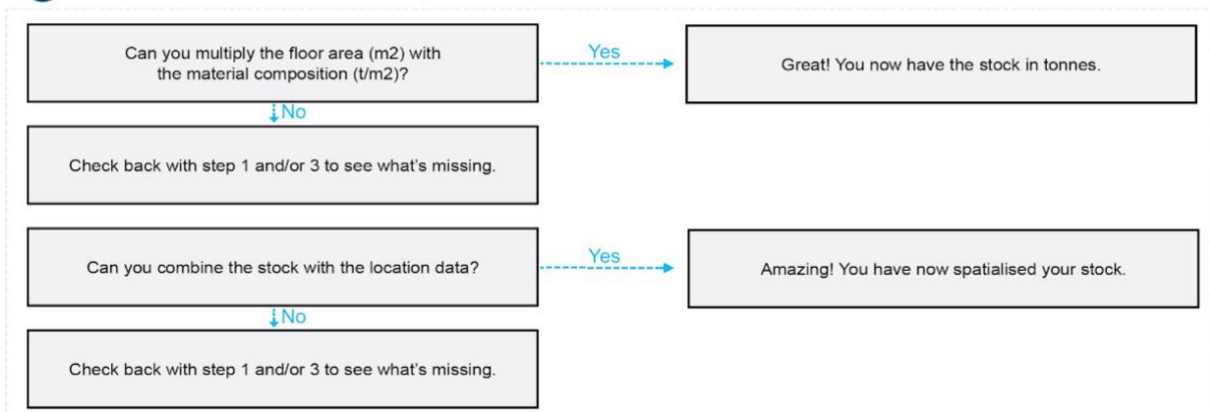 Can you multiply the floor area (m2) with
the material composition (t/m2)?
Yes
Great! You now have the stock in tonnes.
No
Check back with step 1 and/or 3 to see what's missing.
Can you combine the stock with the location data?
Yes
Amazing! You have now spatialised your stock.
No
Check back with step 1 and/or 3 to see what's missing.